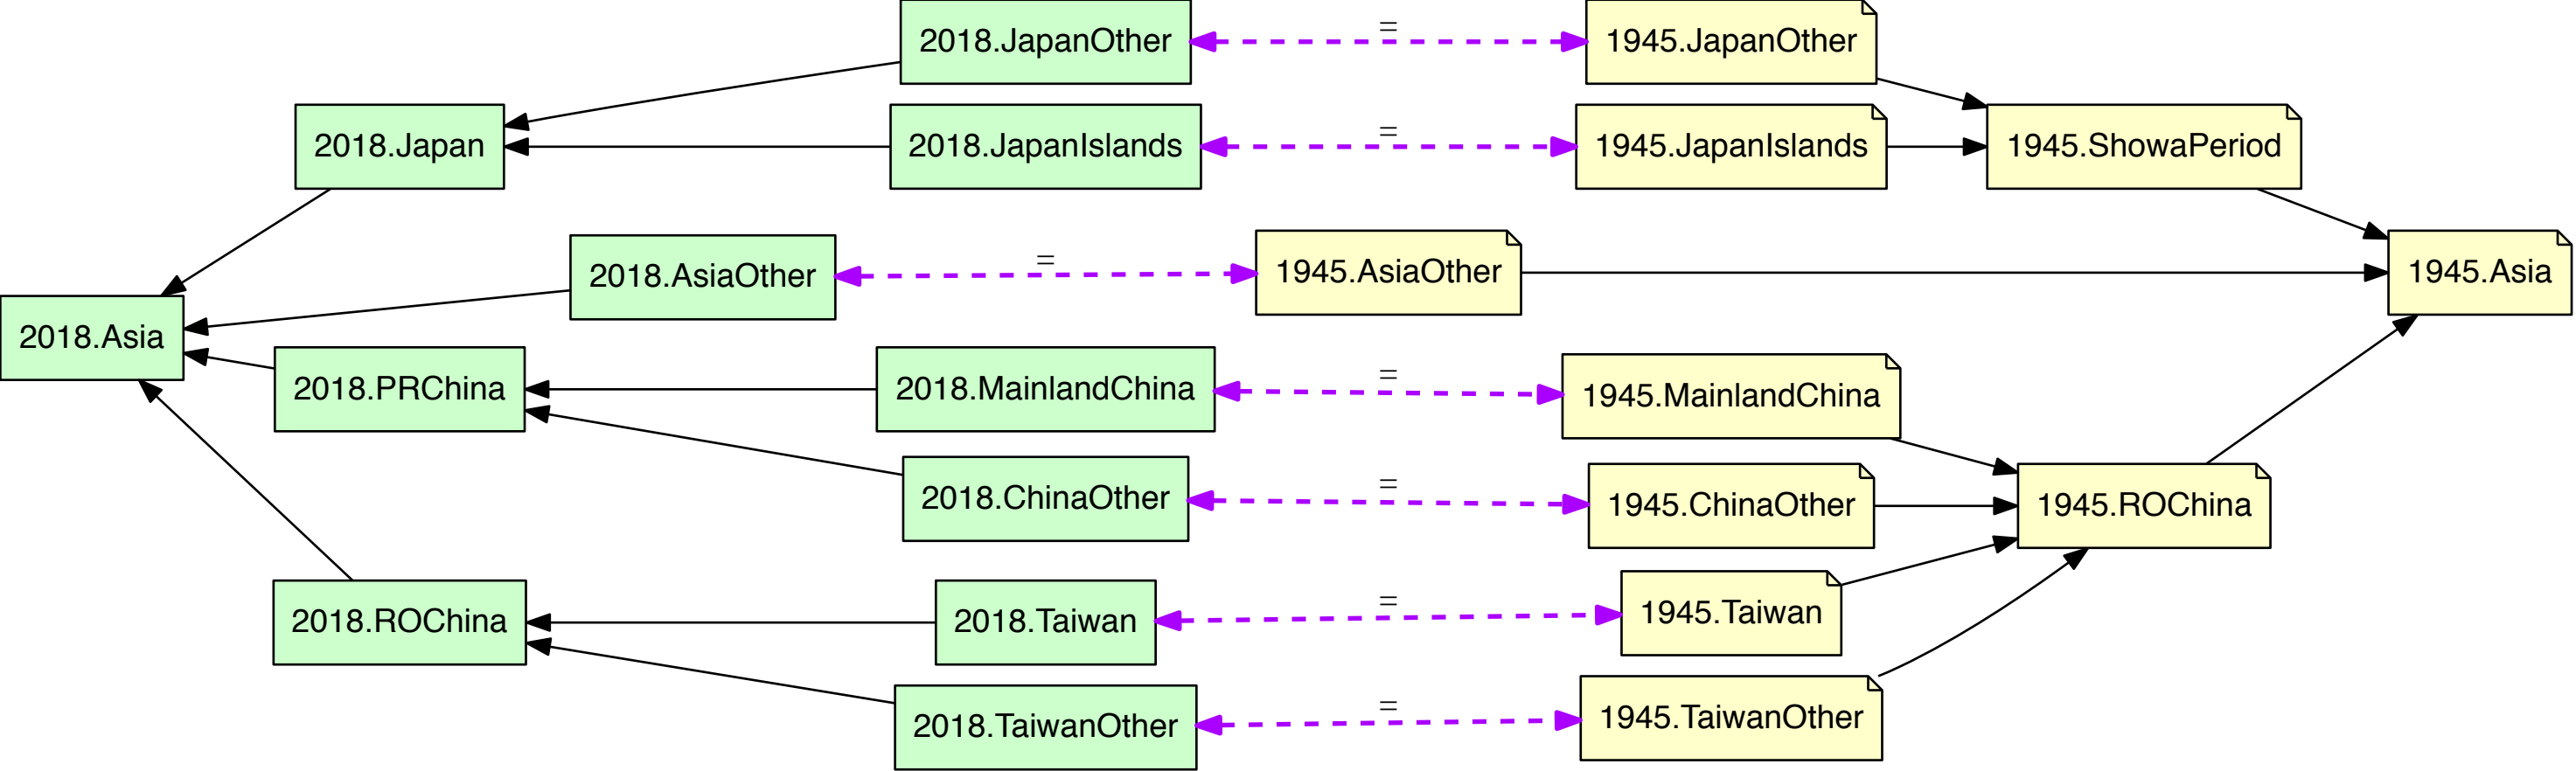 2018.JapanOther
=
1945.JapanOther
2018.Japan
2018.JapanIslands
=
1945.JapanIslands
1945.ShowaPeriod
2018.AsiaOther
=
1945.AsiaOther
1945.Asia
2018.Asia
2018.PRChina
2018.MainlandChina
=
1945.MainlandChina
2018.ChinaOther
=
1945.ChinaOther
1945.ROChina
2018.ROChina
2018.Taiwan
=
1945.Taiwan
2018.TaiwanOther
=
1945.TaiwanOther